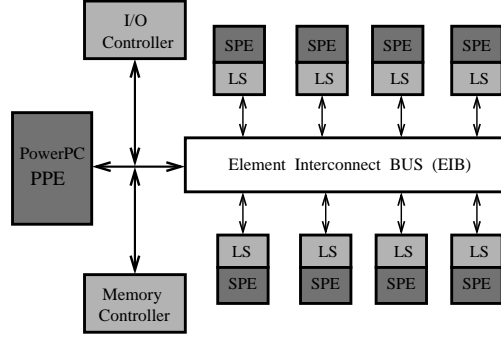 I/O
Controller
SPE SPE SPE SPE
LS LS LS LS
PowerPC
PPE
Element Interconnect BUS (EIB)
LS LS LS LS
SPE SPE SPE SPE
Memory
Controller